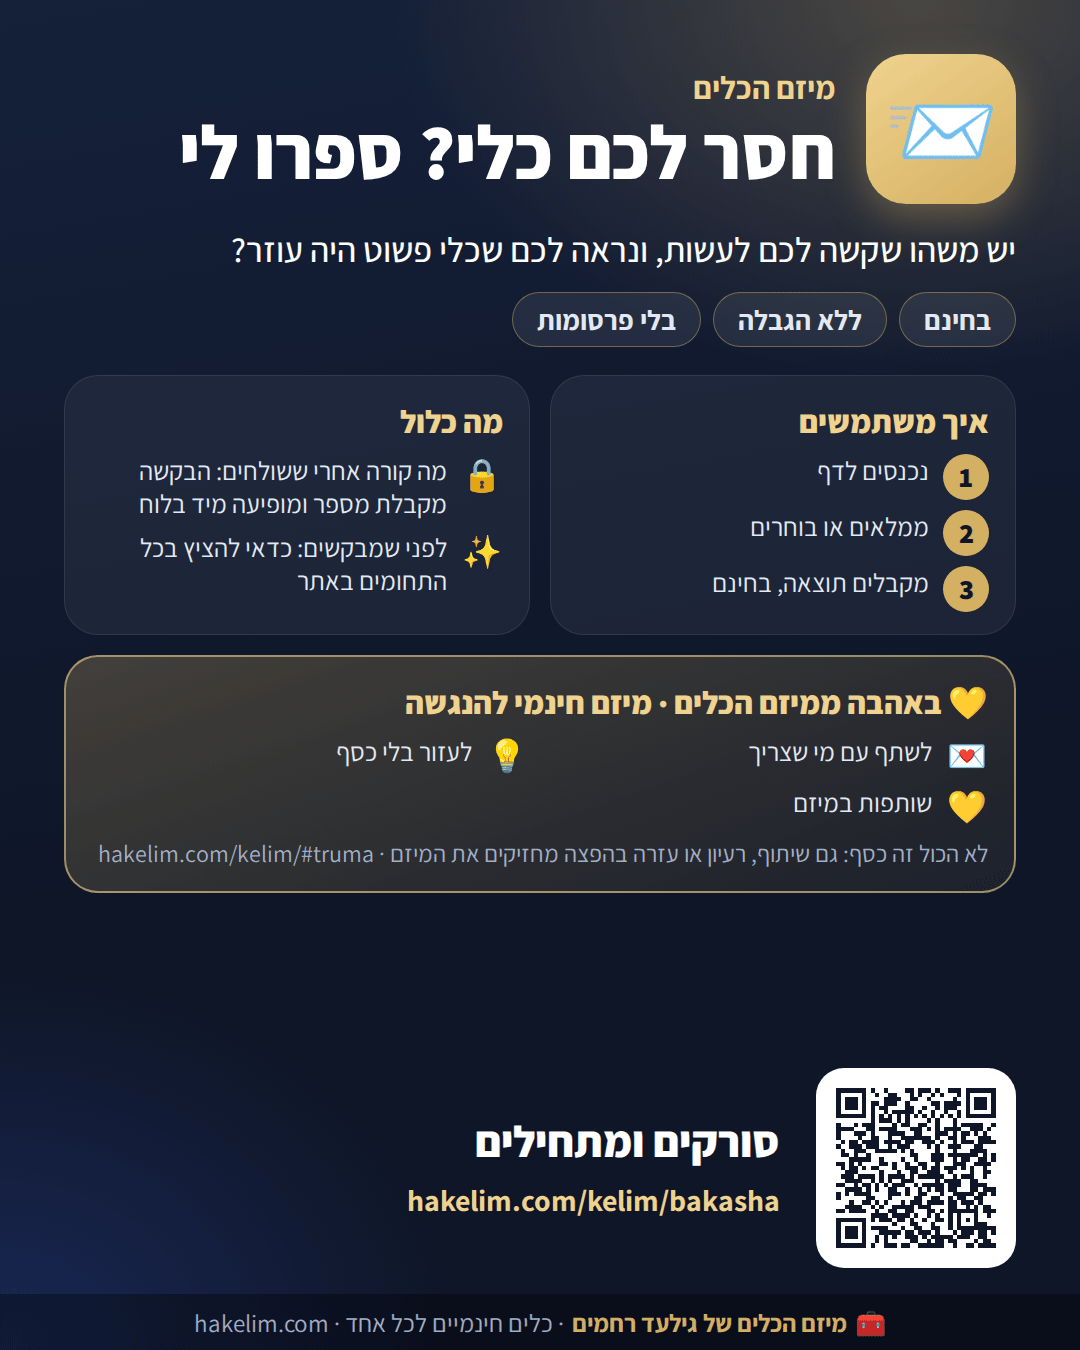 מיזם הכלים
חסר לכם כלי? ספרו לי
יש משהו שקשה לכם לעשות, ונראה לכם שכלי פשוט היה עוזר?
בחינם
ללא הגבלה
בלי פרסומות
איך משתמשים
1 נכנסים לדף
2 ממלאים או בוחרים
3 מקבלים תוצאה, בחינם
מה כלול
מה קורה אחרי ששולחים: הבקשה
מקבלת מספר ומופיעה מיד בלוח
לפני שמבקשים: כדאי להציץ בכל
התחומים באתר
באהבה ממיזם הכלים · מיזם חינמי להנגשה
לשתף עם מי שצריך
לעזור בלי כסף
שותפות במיזם
לא הכול זה כסף: גם שיתוף, רעיון או עזרה בהפצה מחזיקים את המיזם · hakelim.com/kelim/#truma
סורקים ומתחילים
hakelim.com/kelim/bakasha
מיזם הכלים של גילעד רחמים · כלים חינמיים לכל אחד · hakelim.com